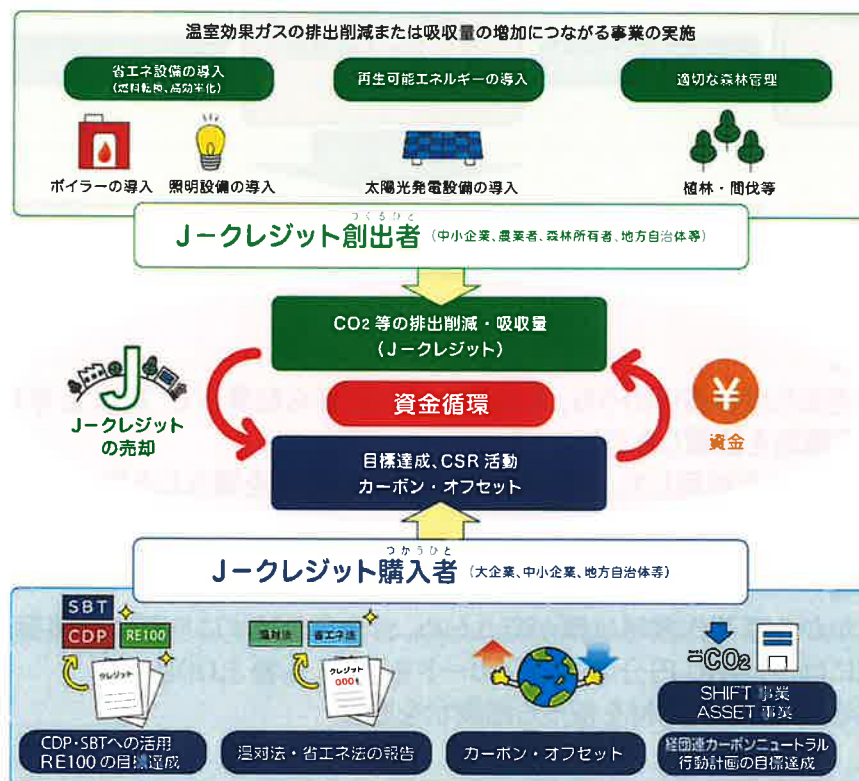 温室効果ガスの排出削減または吸収量の増加につながる事業の実施
省エネ設備の導入
(燃料転換、高効率化)
再生可能エネルギーの導入
適切な森林管理
ボイラーの導入
照明設備の導入
太陽光発電設備の導入
植林・間伐等
つくるひと
Jークレジット創出者 (中小企業、農業者、森林所有者、地方自治体等)
CO2 等の排出削減・吸収量
(Jークレジット)
J
Jークレジット
の売却
資金循環
¥
資金
目標達成、CSR 活動
カーボン・オフセット
つかうひと
Jークレジット購入者 (大企業、中小企業、地方自治体等)
SBT
CDP
RE100
クレジット
温対法
省エネ法
クレジット
000t
CO2
SHIFT 事業
ASSET 事業
CDP・SBTへの活用
RE100 の目標達成
温対法・省エネ法の報告
カーボン・オフセット
経団連カーボンニュートラル
行動計画の目標達成